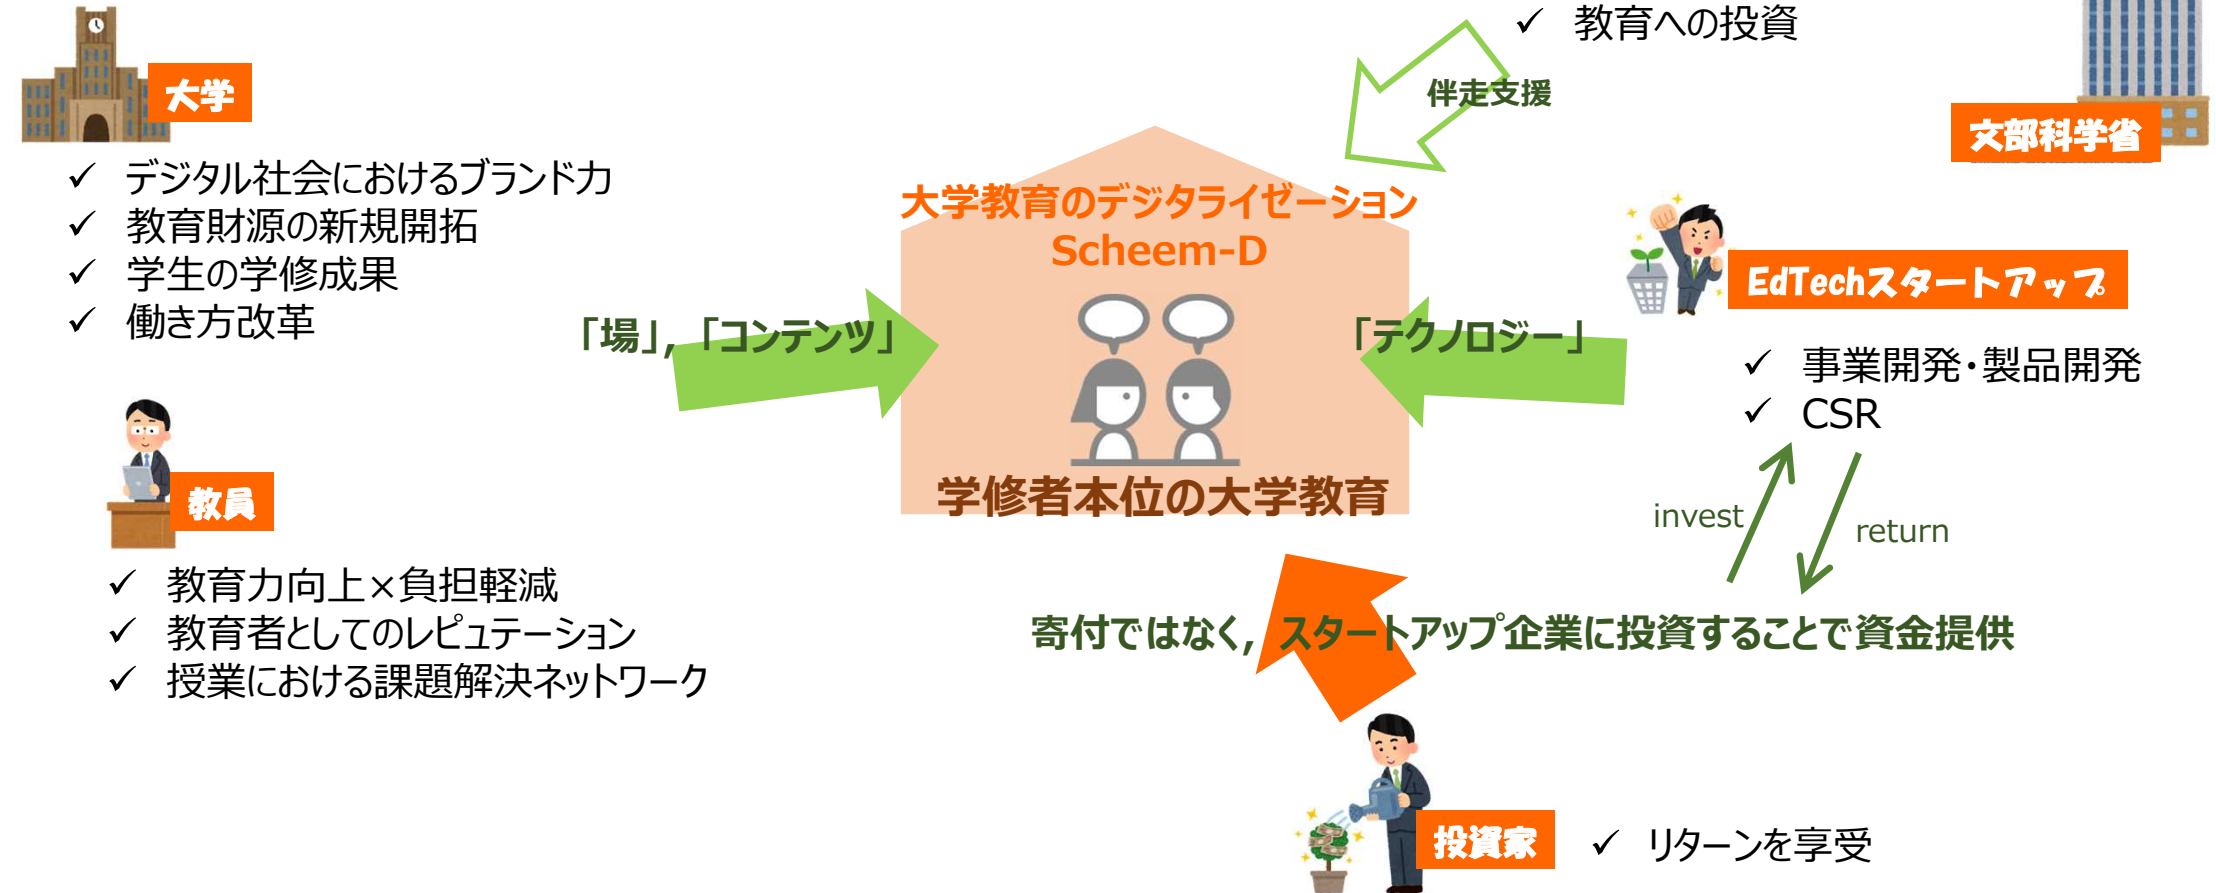 ✓ 教育への投資
大学
伴走支援
文部科学省
✓ デジタル社会におけるブランド力
✓ 教育財源の新規開拓
✓ 学生の学修成果
✓ 働き方改革
大学教育のデジタライゼーション
Scheem-D
EdTechスタートアップ
「場」,「コンテンツ」
「テクノロジー」
✓ 事業開発・製品開発
✓ CSR
教員
学修者本位の大学教育
invest
return
✓ 教育力向上×負担軽減
✓ 教育者としてのレピュテーション
✓ 授業における課題解決ネットワーク
寄付ではなく, スタートアップ企業に投資することで資金提供
投資家
✓ リターンを享受